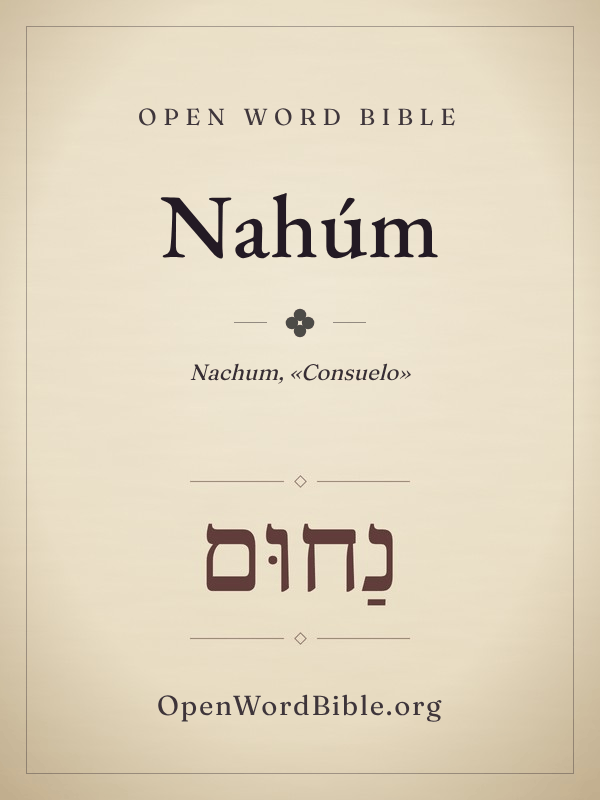 OPEN WORD BIBLE
Nahúm
Nachum, «Consuelo»
נַחוּם
OpenWordBible.org